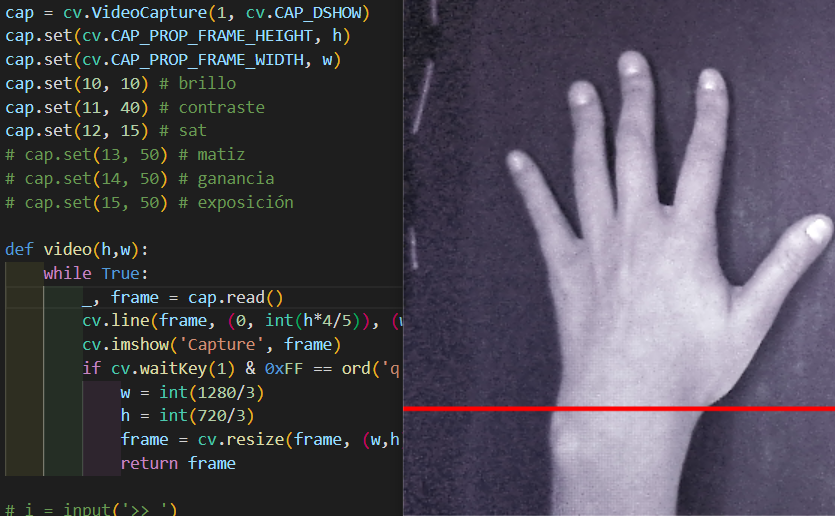 cap = cv.VideoCapture(1, cv.CAP_DSHOW)
cap.set(cv.CAP_PROP_FRAME_HEIGHT, h)
cap.set(cv.CAP_PROP_FRAME_WIDTH, w)
cap.set(10, 10) # brillo
cap.set(11, 40) # contraste
cap.set(12, 15) # sat
# cap.set(13, 50) # matiz
# cap.set(14, 50) # ganancia
# cap.set(15, 50) # exposición
def video(h,w):
while True:
_, frame = cap.read()
cv.line(frame, (0, int(h*4/5)), (
cv.imshow('Capture', frame)
if cv.waitKey(1) & 0xFF == ord('q
w = int(1280/3)
h = int(720/3)
frame = cv.resize(frame, (w,h
return frame
# i = input('>> ')